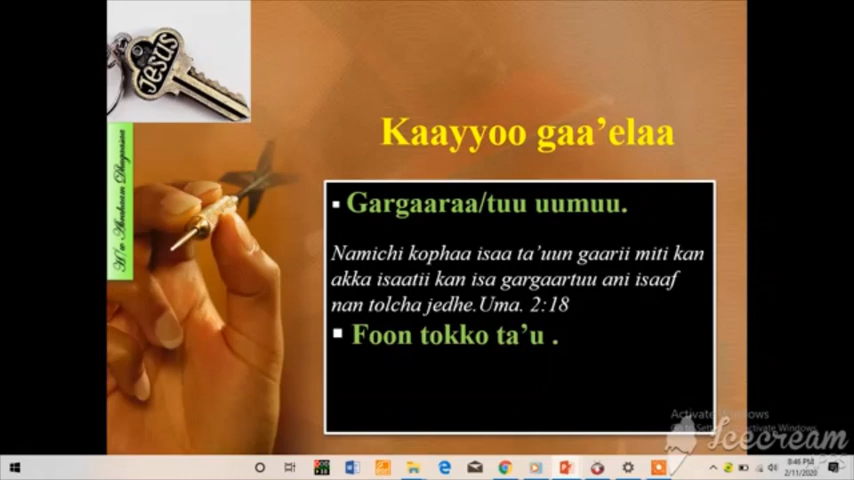 JESUS
Kaayyoo gaa’elaa
▪ Gargaaraa/tuu uumuu.
Namichi kophaa isaa ta’uun gaarii miti kan
akka isaatii kan isa gargaartuu ani isaaf
nan tolcha jedhe.Uma. 2:18
▪ Foon tokko ta’u .
Activate Windows
Icecream
8:46 PM
2/11/2020